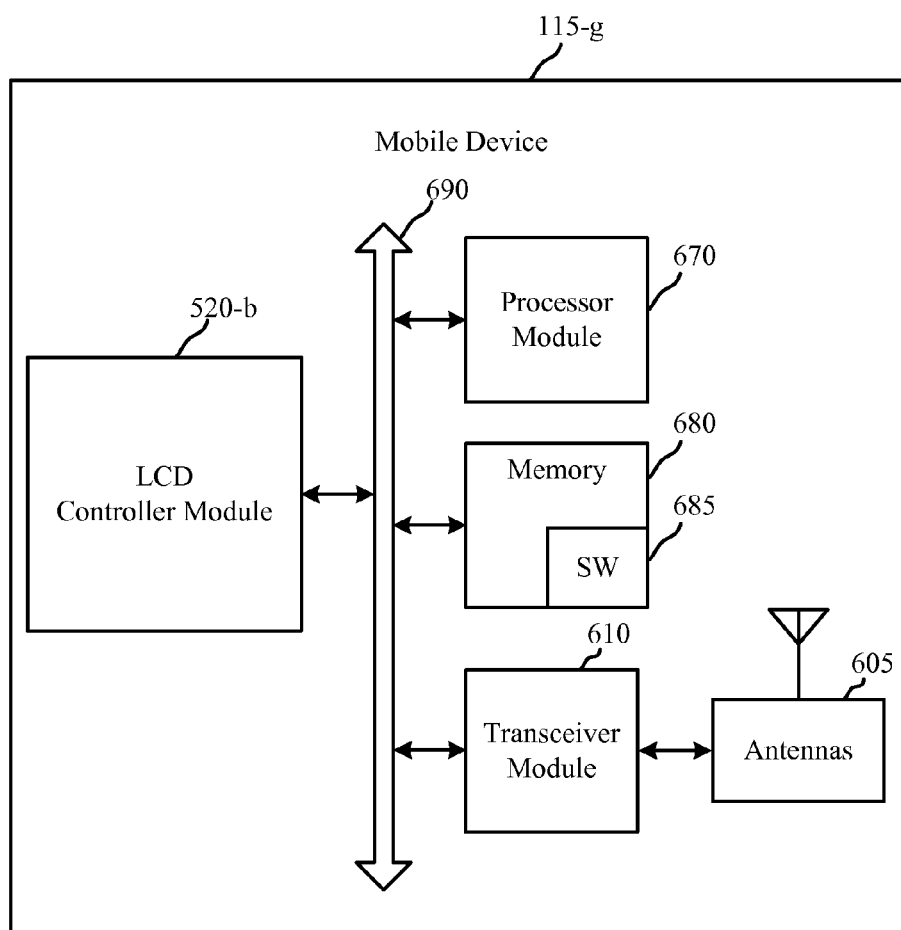 115-g
Mobile Device
690
670
Processor
Module
520-b
LCD
Controller Module
680
Memory
685
SW
610
Transceiver
Module
605
Antennas